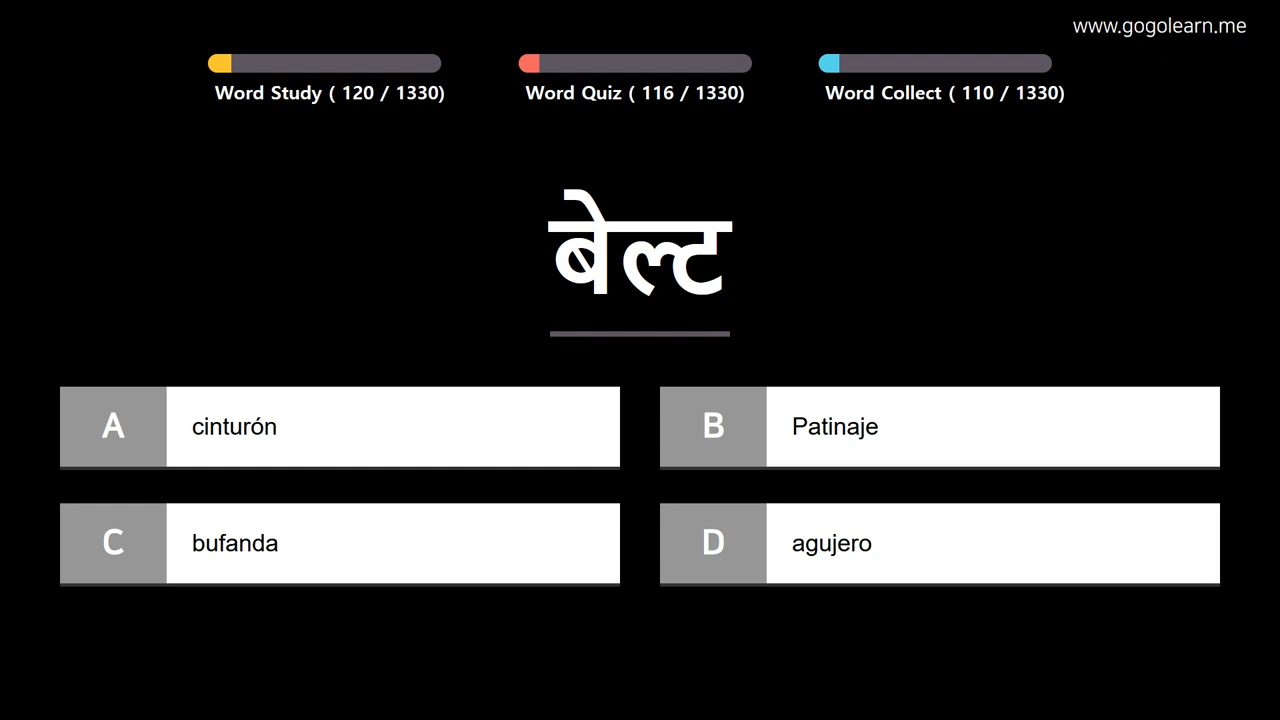 www.gogolearn.me
Word Study ( 120 / 1330)
Word Quiz ( 116 / 1330)
Word Collect ( 110 / 1330)
बेल्ट
A cinturón
B Patinaje
C bufanda
D agujero